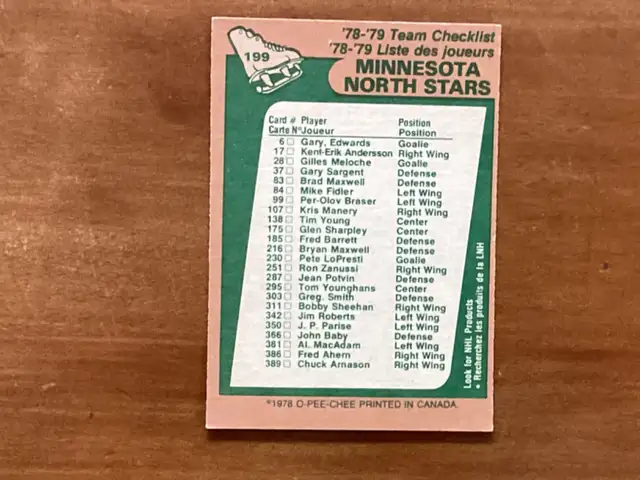 199
'78-'79 Team Checklist
'78-'79 Liste des joueurs
MINNESOTA
NORTH STARS
Card # Player Position
Carte N° Joueur Position
6 Gary, Edwards Goalie
17 Kent-Erik Andersson Right Wing
28 Gilles Meloche Goalie
37 Gary Sargent Defense
83 Brad Maxwell Defense
84 Mike Fidler Left Wing
99 Per-Olov Braser Left Wing
107 Kris Manery Right Wing
138 Tim Young Center
175 Glen Sharpley Center
185 Fred Barrett Defense
216 Bryan Maxwell Defense
230 Pete LoPresti Goalie
251 Ron Zanussi Right Wing
287 Jean Potvin Defense
295 Tom Younghans Center
303 Greg. Smith Defense
311 Bobby Sheehan Right Wing
342 Jim Roberts Left Wing
350 J. P. Parise Left Wing
366 John Baby Defense
381 Al. MacAdam Left Wing
386 Fred Ahern Right Wing
389 Chuck Arnason Right Wing
Look for NHL Products
• Recherchez les produits de la LNH
*1978 O-PEE-CHEE PRINTED IN CANADA.